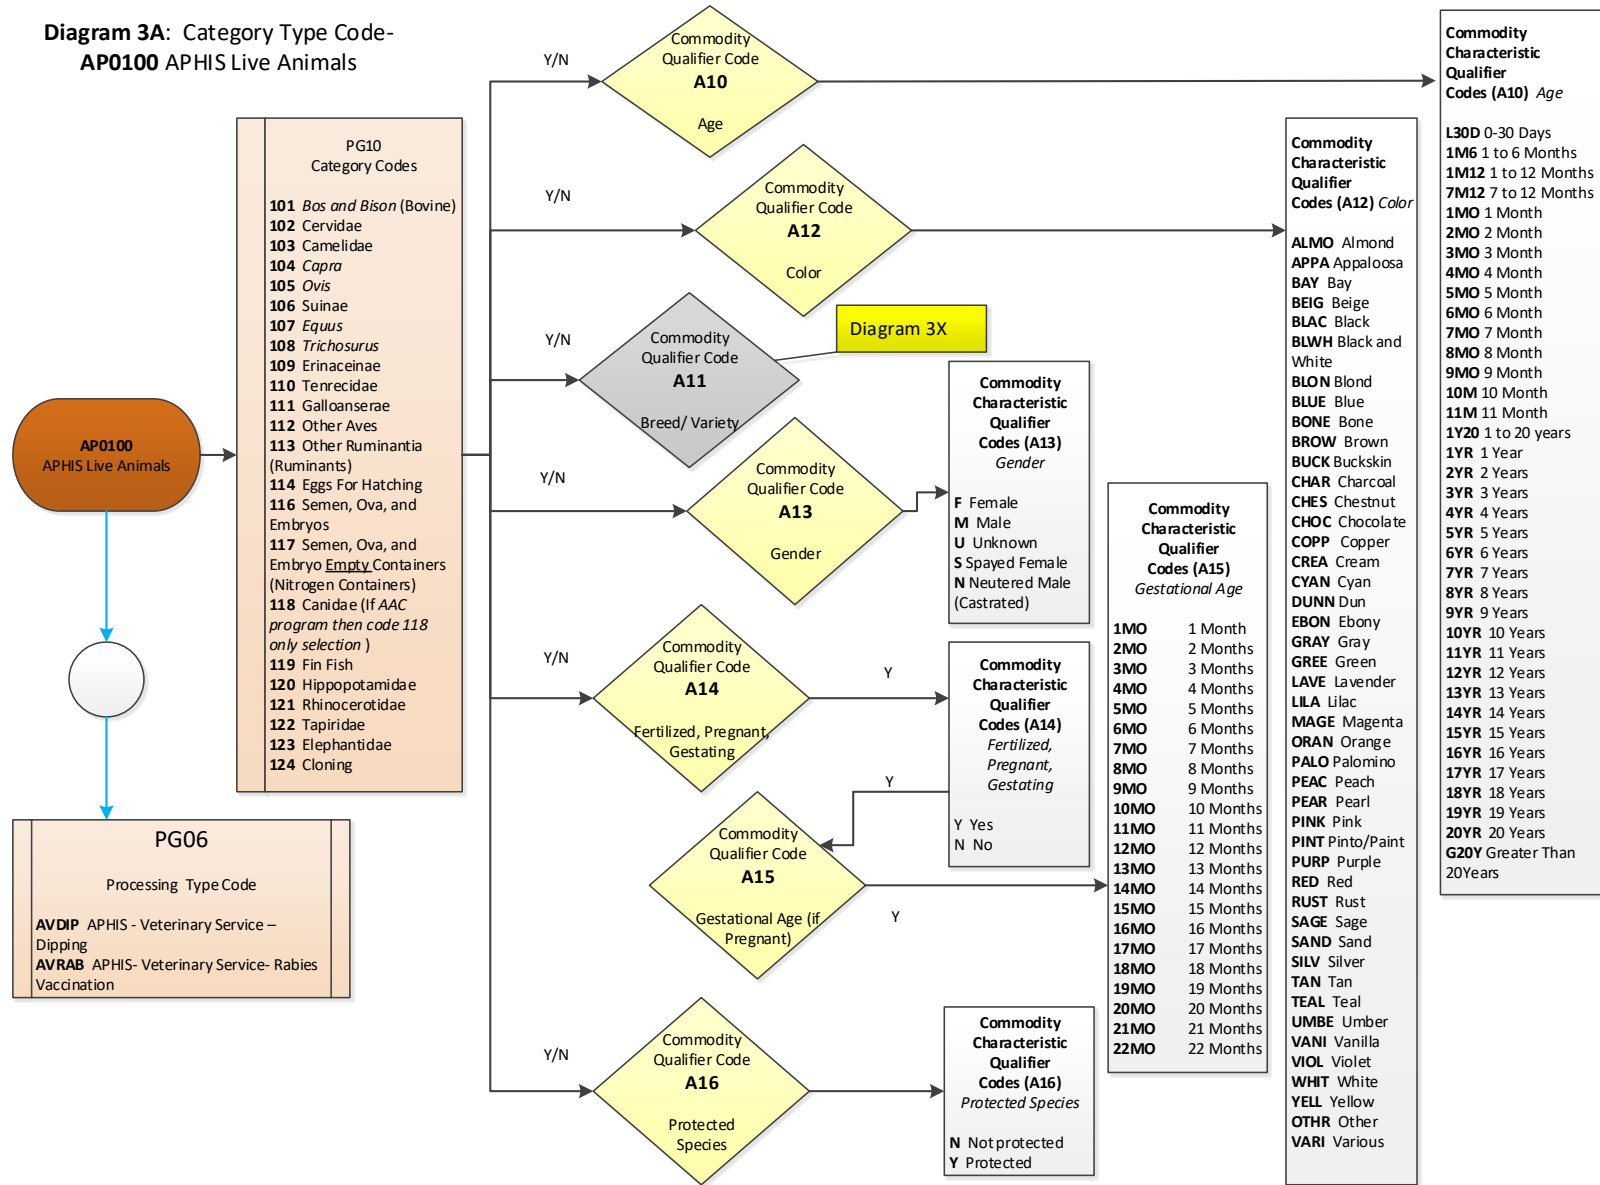 Diagram 3A: Category Type Code-
AP0100 APHIS Live Animals
AP0100
APHIS Live Animals
PG06
Processing Type Code
AVDIP APHIS - Veterinary Service –
Dipping
AVRAB APHIS- Veterinary Service- Rabies
Vaccination
PG10
Category Codes
101 Bos and Bison (Bovine)
102 Cervidae
103 Camelidae
104 Capra
105 Ovis
106 Suinae
107 Equus
108 Trichosurus
109 Erinaceinae
110 Tenrecidae
111 Galloanserae
112 Other Aves
113 Other Ruminantia
(Ruminants)
114 Eggs For Hatching
116 Semen, Ova, and
Embryos
117 Semen, Ova, and
Embryo Empty Containers
(Nitrogen Containers)
118 Canidae (If AAC
program then code 118
only selection )
119 Fin Fish
120 Hippopotamidae
121 Rhinocerotidae
122 Tapiridae
123 Elephantidae
124 Cloning
Y/N
Commodity
Qualifier Code
A10
Age
Y/N
Commodity
Qualifier Code
A12
Color
Y/N
Commodity
Qualifier Code
A11
Breed/ Variety
Diagram 3X
Y/N
Commodity
Qualifier Code
A13
Gender
Commodity
Characteristic
Qualifier
Codes (A13)
Gender
F Female
M Male
U Unknown
S Spayed Female
N Neutered Male
(Castrated)
Y/N
Commodity
Qualifier Code
A14
Fertilized, Pregnant,
Gestating
Y
Commodity
Characteristic
Qualifier
Codes (A14)
Fertilized,
Pregnant,
Gestating
Y Yes
N No
Y
Commodity
Qualifier Code
A15
Gestational Age (if
Pregnant)
Y
Commodity
Characteristic
Qualifier
Codes (A15)
Gestational Age
1MO 1 Month
2MO 2 Months
3MO 3 Months
4MO 4 Months
5MO 5 Months
6MO 6 Months
7MO 7 Months
8MO 8 Months
9MO 9 Months
10MO 10 Months
11MO 11 Months
12MO 12 Months
13MO 13 Months
14MO 14 Months
15MO 15 Months
16MO 16 Months
17MO 17 Months
18MO 18 Months
19MO 19 Months
20MO 20 Months
21MO 21 Months
22MO 22 Months
Y/N
Commodity
Qualifier Code
A16
Protected
Species
Commodity
Characteristic
Qualifier
Codes (A16)
Protected Species
N Not protected
Y Protected
Commodity
Characteristic
Qualifier
Codes (A12) Color
ALMO Almond
APPA Appaloosa
BAY Bay
BEIG Beige
BLAC Black
BLWH Black and
White
BLON Blond
BLUE Blue
BONE Bone
BROW Brown
BUCK Buckskin
CHAR Charcoal
CHES Chestnut
CHOC Chocolate
COPP Copper
CREA Cream
CYAN Cyan
DUNN Dun
EBON Ebony
GRAY Gray
GREE Green
LAVE Lavender
LILA Lilac
MAGE Magenta
ORAN Orange
PALO Palomino
PEAC Peach
PEAR Pearl
PINK Pink
PINT Pinto/Paint
PURP Purple
RED Red
RUST Rust
SAGE Sage
SAND Sand
SILV Silver
TAN Tan
TEAL Teal
UMBE Umber
VANI Vanilla
VIOL Violet
WHIT White
YELL Yellow
OTHR Other
VARI Various
Commodity
Characteristic
Qualifier
Codes (A10) Age
L30D 0-30 Days
1M6 1 to 6 Months
1M12 1 to 12 Months
7M12 7 to 12 Months
1MO 1 Month
2MO 2 Month
3MO 3 Month
4MO 4 Month
5MO 5 Month
6MO 6 Month
7MO 7 Month
8MO 8 Month
9MO 9 Month
10M 10 Month
11M 11 Month
1Y20 1 to 20 years
1YR 1 Year
2YR 2 Years
3YR 3 Years
4YR 4 Years
5YR 5 Years
6YR 6 Years
7YR 7 Years
8YR 8 Years
9YR 9 Years
10YR 10 Years
11YR 11 Years
12YR 12 Years
13YR 13 Years
14YR 14 Years
15YR 15 Years
16YR 16 Years
17YR 17 Years
18YR 18 Years
19YR 19 Years
20YR 20 Years
G20Y Greater Than
20Years